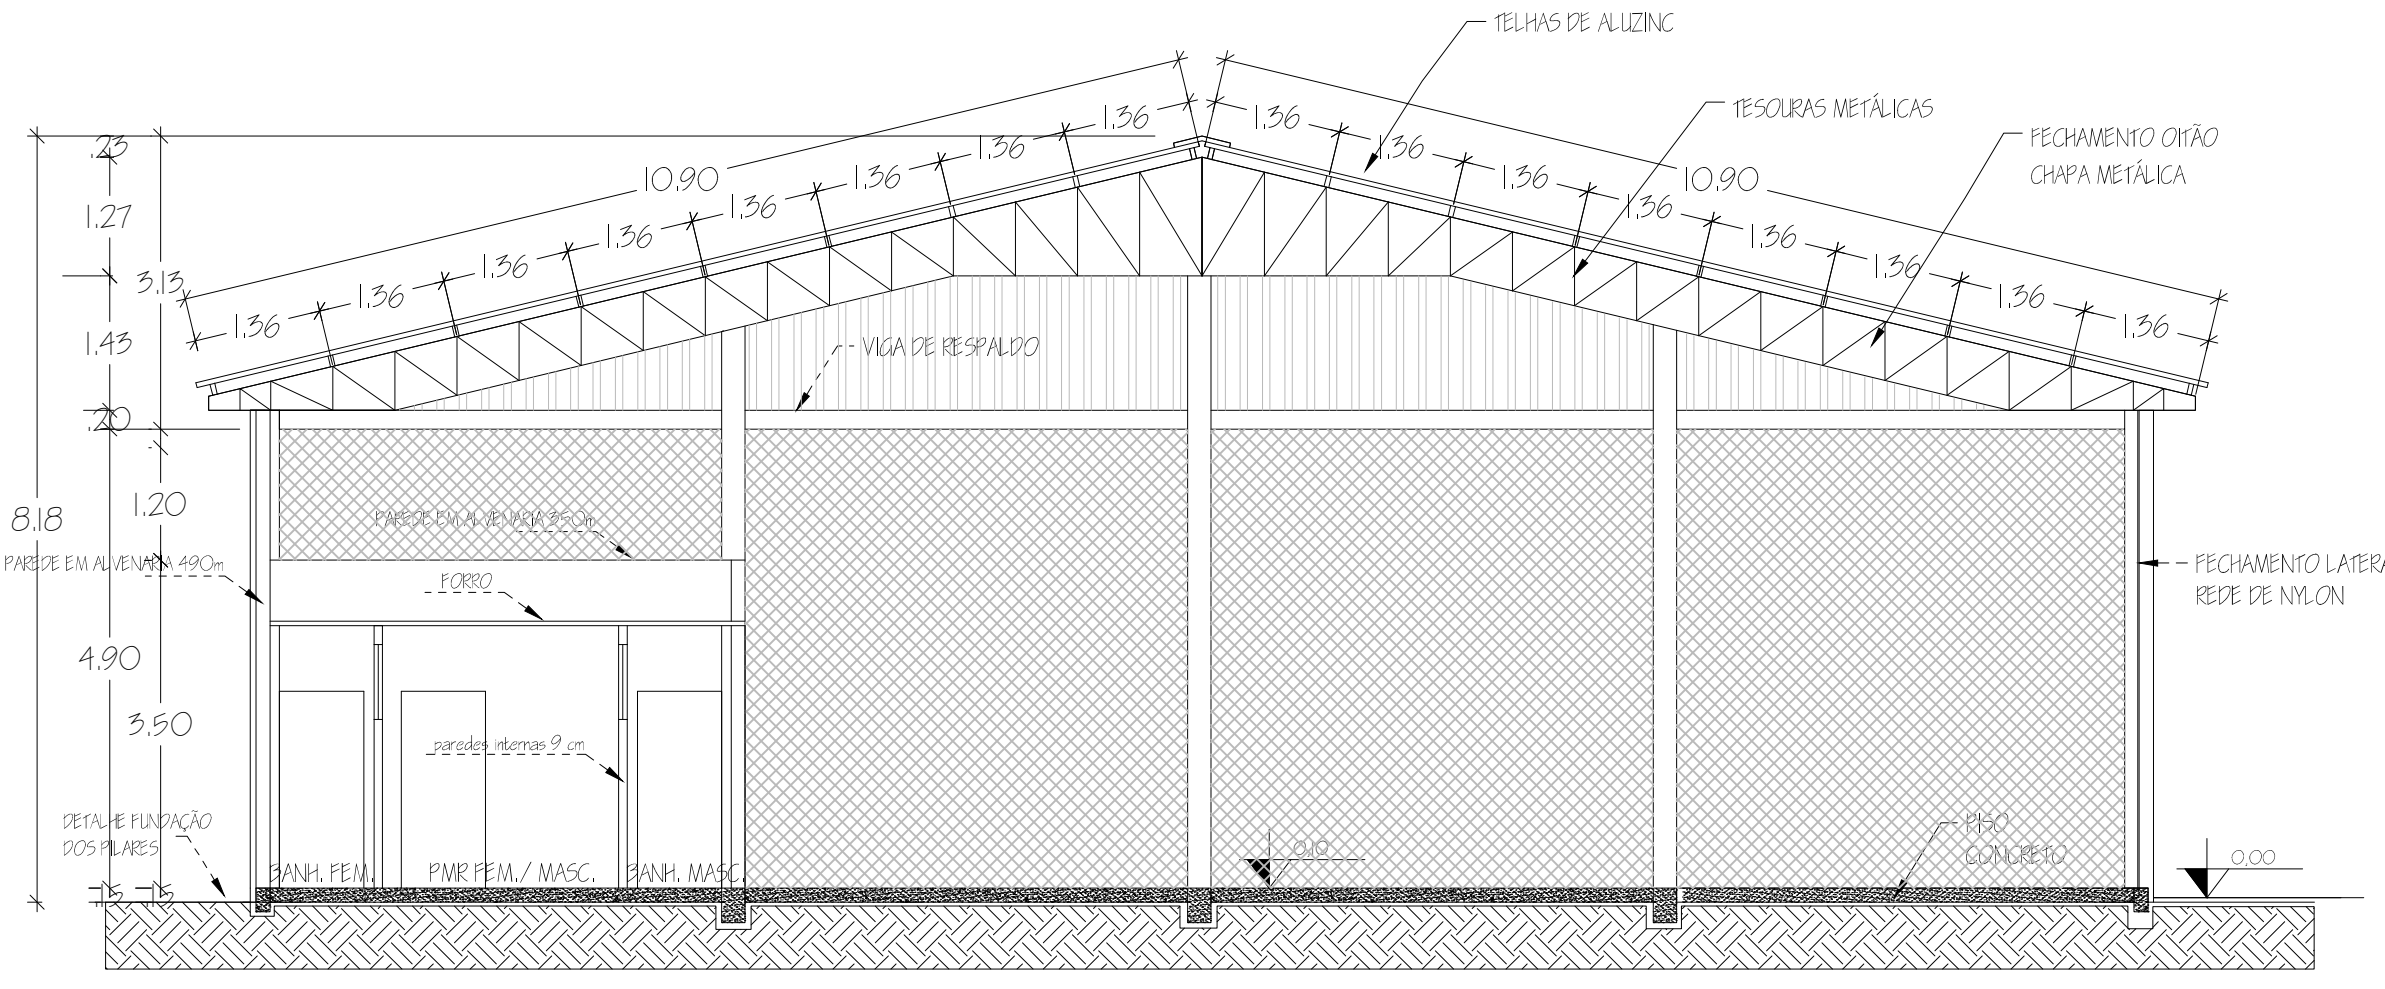 TELHAS DE ALUZINC
TESOURAS METÁLICAS
FECHAMENTO OITÃO
CHAPA METÁLICA
1.36
1.36
1.36
1.36
1.36
1.36
1.36
1.36
10.90
1.36
1.36
1.36
1.36
1.36
1.36
1.36
1.36
10.90
.23
1.27
3.13
1.43
.20
8.18
1.20
4.90
3.50
.15
.15
VIGA DE RESPALDO
PAREDE EM ALVENARIA 350m
PAREDE EM ALVENARIA 490m
FORRO
FECHAMENTO LATERA
REDE DE NYLON
paredes internas 9 cm
DETALHE FUNDAÇÃO
DOS PILARES
BANH. FEM.
PMR FEM./ MASC.
BANH. MASC.
0,10
PISO
CONCRETO
0,00